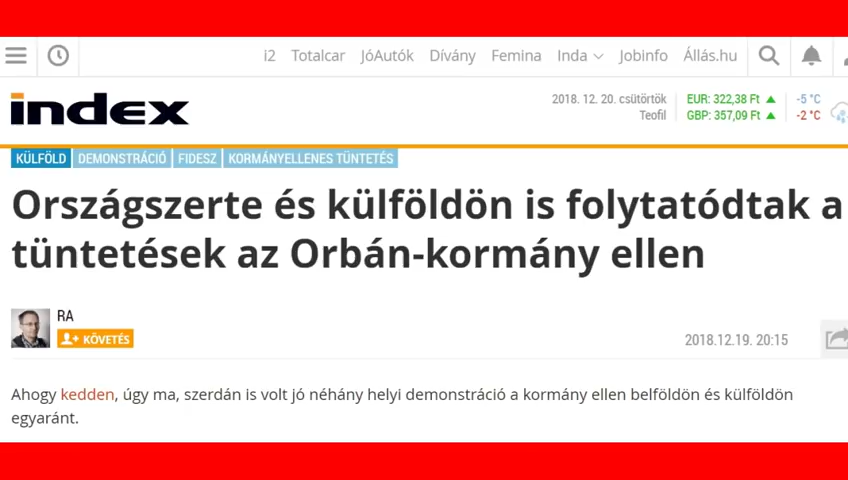 i2 Totalcar JóAutók Dívány Femina Inda Jobinfo Állás.hu
index
2018. 12. 20. csütörtök
Teofil
EUR: 322,38 Ft
GBP: 357,09 Ft
-5 °C
-2 °C
KÜLFÖLD DEMONSTRÁCIÓ FIDESZ KORMÁNYELLENES TÜNTETÉS
Országszerte és külföldön is folytatódtak a
tüntetések az Orbán-kormány ellen
RA
KÖVETÉS
2018.12.19. 20:15
Ahogy kedden, úgy ma, szerdán is volt jó néhány helyi demonstráció a kormány ellen belföldön és külföldön
egyaránt.